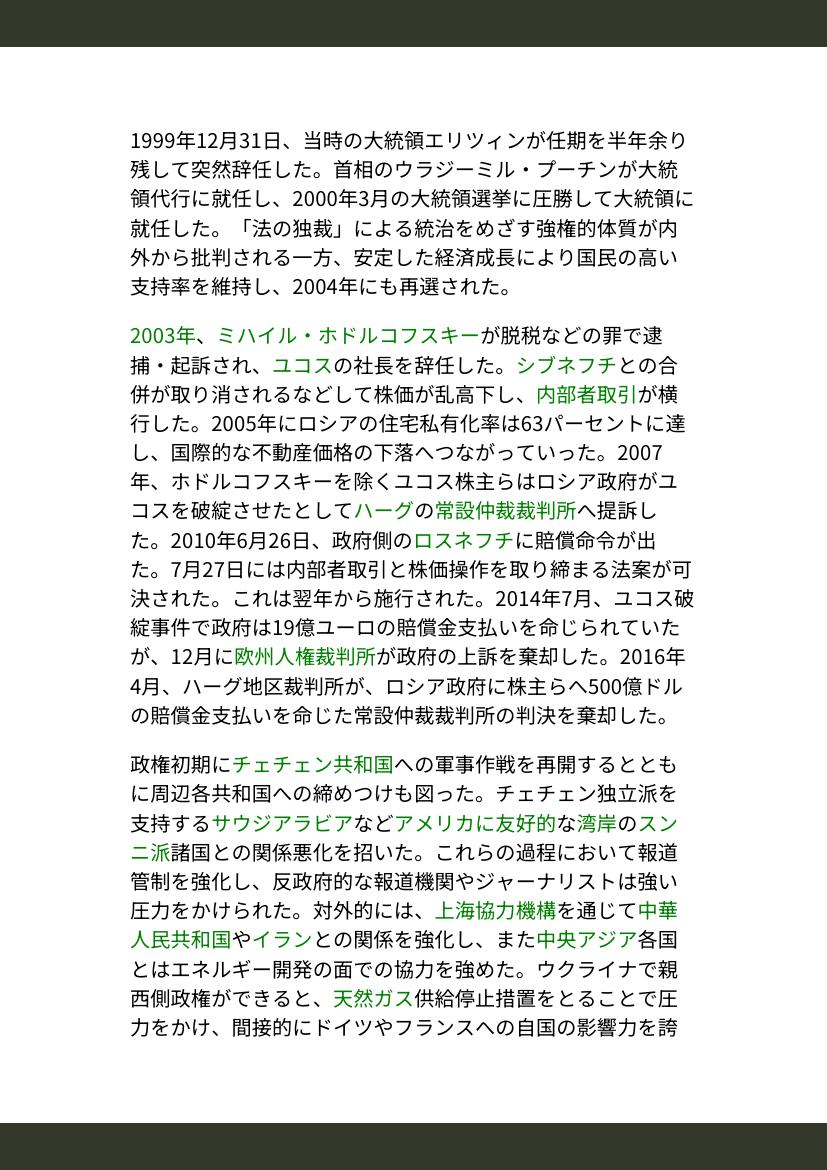 1999年12月31日、当時の大統領エリツィンが任期を半年余り
残して突然辞任した。首相のウラジーミル・プーチンが大統
領代行に就任し、2000年3月の大統領選挙に圧勝して大統領に
就任した。「法の独裁」による統治をめざす強権的体質が内
外から批判される一方、安定した経済成長により国民の高い
支持率を維持し、2004年にも再選された。
2003年、ミハイル・ホドルコフスキーが脱税などの罪で逮
捕・起訴され、ユコスの社長を辞任した。シブネフチとの合
併が取り消されるなどして株価が乱高下し、内部者取引が横
行した。2005年にロシアの住宅私有化率は63パーセントに達
し、国際的な不動産価格の下落へつながっていった。2007
年、ホドルコフスキーを除くユコス株主らはロシア政府がユ
コスを破綻させたとしてハーグの常設仲裁裁判所へ提訴し
た。2010年6月26日、政府側のロスネフチに賠償命令が出
た。7月27日には内部者取引と株価操作を取り締まる法案が可
決された。これは翌年から施行された。2014年7月、ユコス破
綻事件で政府は19億ユーロの賠償金支払いを命じられていた
が、12月に欧州人権裁判所が政府の上訴を棄却した。2016年
4月、ハーグ地区裁判所が、ロシア政府に株主らへ500億ドル
の賠償金支払いを命じた常設仲裁裁判所の判決を棄却した。
政権初期にチェチェン共和国への軍事作戦を再開するととも
に周辺各共和国への締めつけも図った。チェチェン独立派を
支持するサウジアラビアなどアメリカに友好的な湾岸のスン
ニ派諸国との関係悪化を招いた。これらの過程において報道
管制を強化し、反政府的な報道機関やジャーナリストは強い
圧力をかけられた。対外的には、上海協力機構を通じて中華
人民共和国やイランとの関係を強化し、また中央アジア各国
とはエネルギー開発の面での協力を強めた。ウクライナで親
西側政権ができると、天然ガス供給停止措置をとることで圧
力をかけ、間接的にドイツやフランスへの自国の影響力を誇